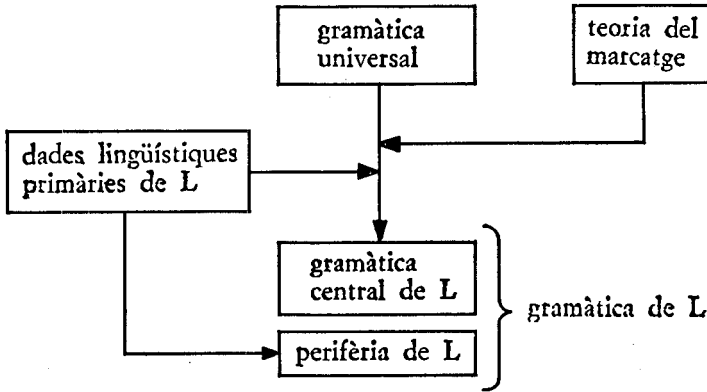 gramàtica
universal
teoria del
marcatge
dades lingüístiques
primàries de L
gramàtica
central de L
gramàtica de L
perifèria de L